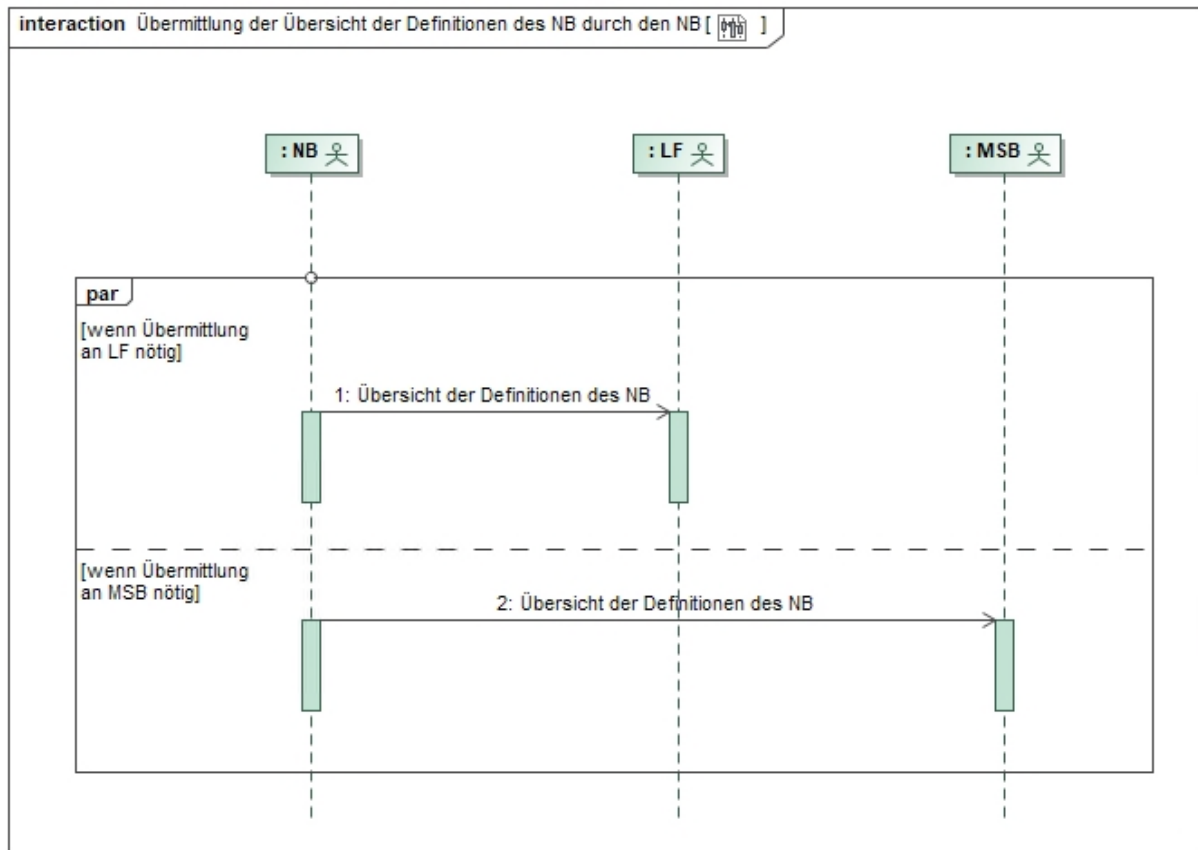 interaction Übermittlung der Übersicht der Definitionen des NB durch den NB [ ]
: NB
: LF
: MSB
par
[wenn Übermittlung
an LF nötig]
1: Übersicht der Definitionen des NB
[wenn Übermittlung
an MSB nötig]
2: Übersicht der Definitionen des NB